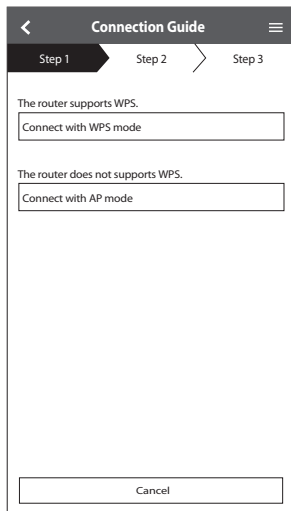 Connection Guide
Step 1
Step 2
Step 3
The router supports WPS.
Connect with WPS mode
The router does not supports WPS.
Connect with AP mode
Cancel